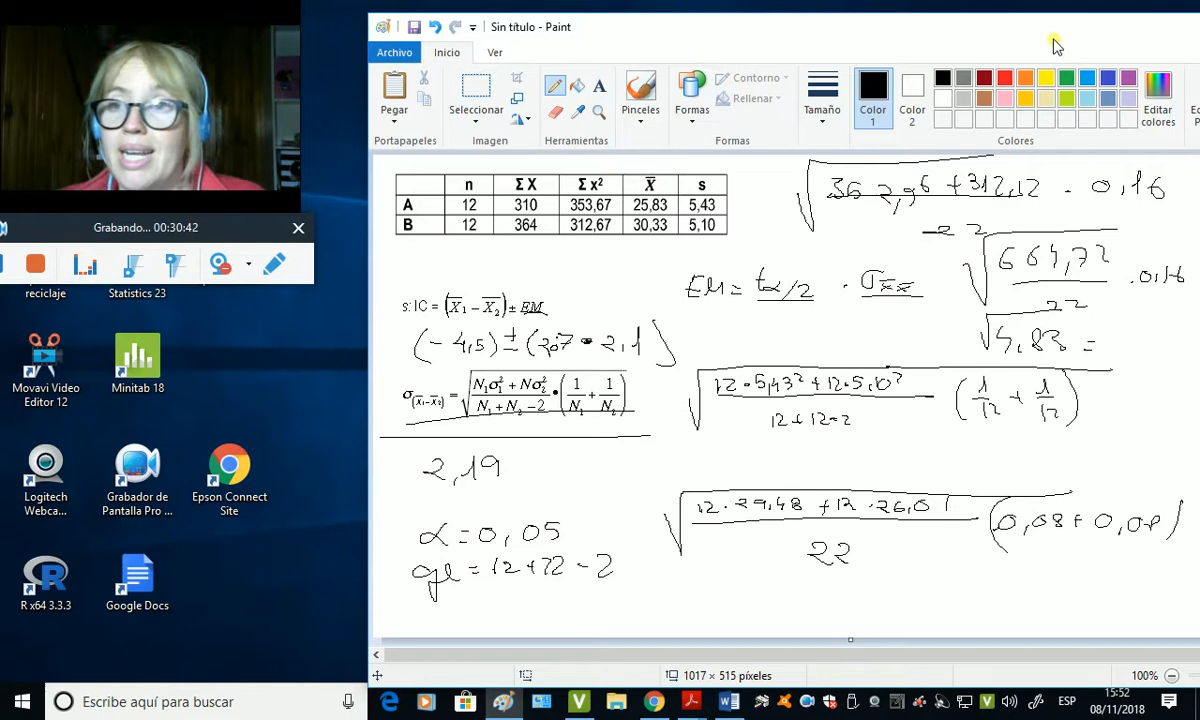 Sin título - Paint
Archivo Inicio Ver
Pegar
Seleccionar
Pinceles
Formas
Contorno
Rellenar
Tamaño
Color 1
Color 2
Editar colores
Portapapeles Imagen Herramientas Formas Colores
Grabando... 00:30:42
reciclaje
Statistics 23
Movavi Video Editor 12
Minitab 18
Logitech Webca...
Grabador de Pantalla Pro ...
Epson Connect Site
R x64 3.3.3
Google Docs
n Σ X Σ x² X̅ s
A 12 310 353,67 25,83 5,43
B 12 364 312,67 30,33 5,10
s: IC = (X̅₁ − X̅₂) ± EM
(- 4,5) ± (2,07 • 2,1 )
σ(x̅₁−x̅₂) = √ N₁σ₁² + Nσ₂² / N₁ + N₂ − 2 • (1/N₁ + 1/N₂)
2,19
α = 0,05
gl = 12 + 22 - 2
+ 312,12 . 0,16
22
√ 664,72 / 22 . 0,16
EM = tα/2 . σx̅x̅
√ 4,83 =
√ 12 • 5,43² + 12 • 5,10² / 12 + 12 - 2 (1/12 + 1/12)
√ 12 • 29,48 + 12 • 26,01 / 22 (0,08 + 0,08)
1017 × 515 píxeles
100%
Escribe aquí para buscar
ESP
15:52
08/11/2018